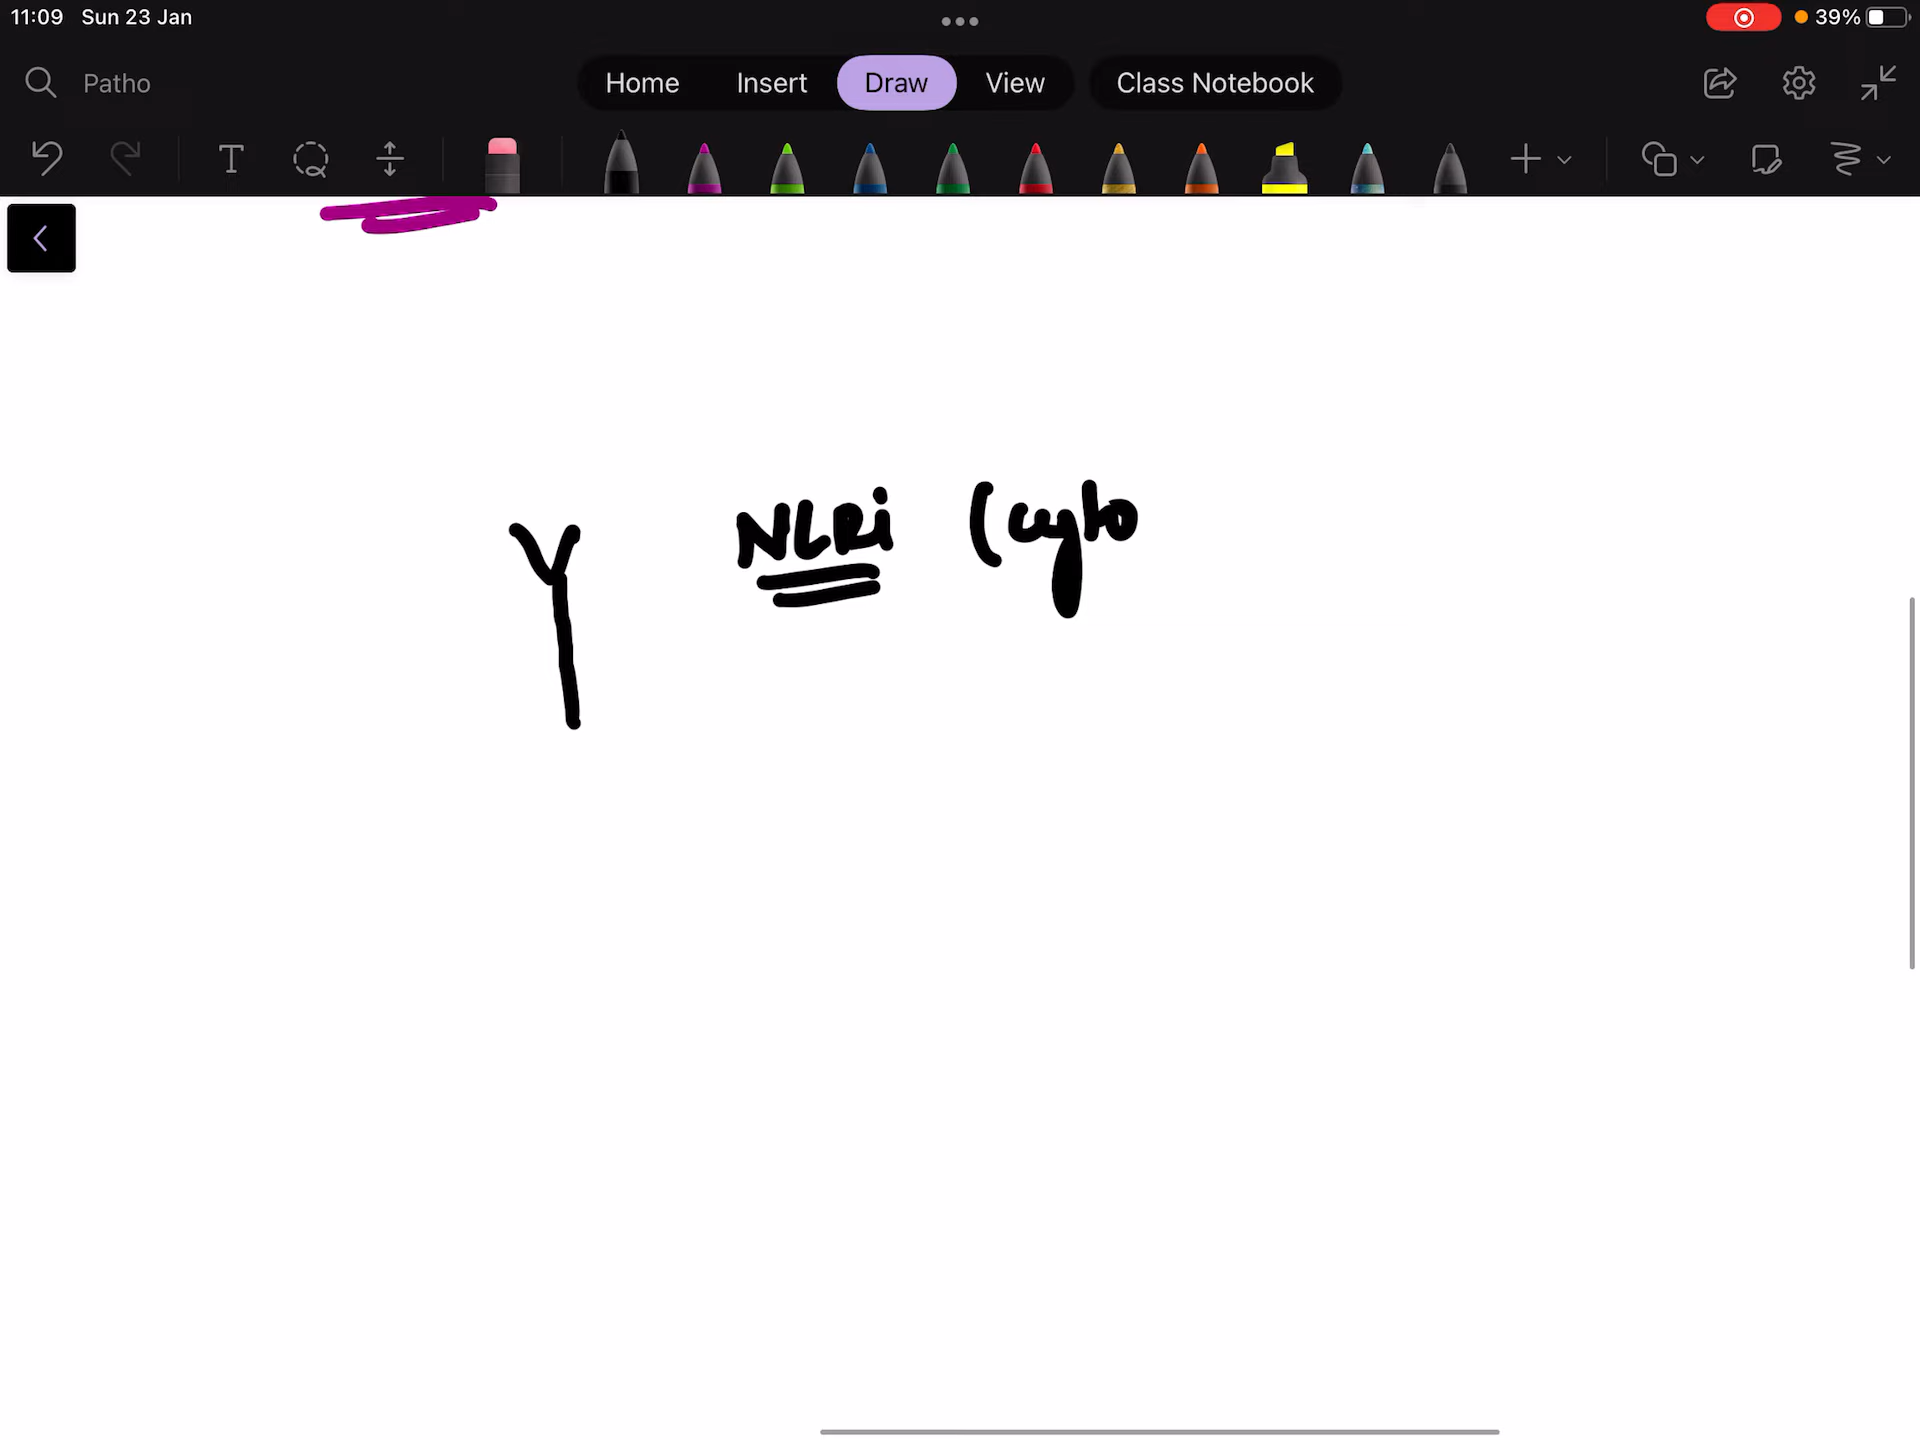 11:09 Sun 23 Jan 39%
Patho Home Insert Draw View Class Notebook
T
NLRi (cyto